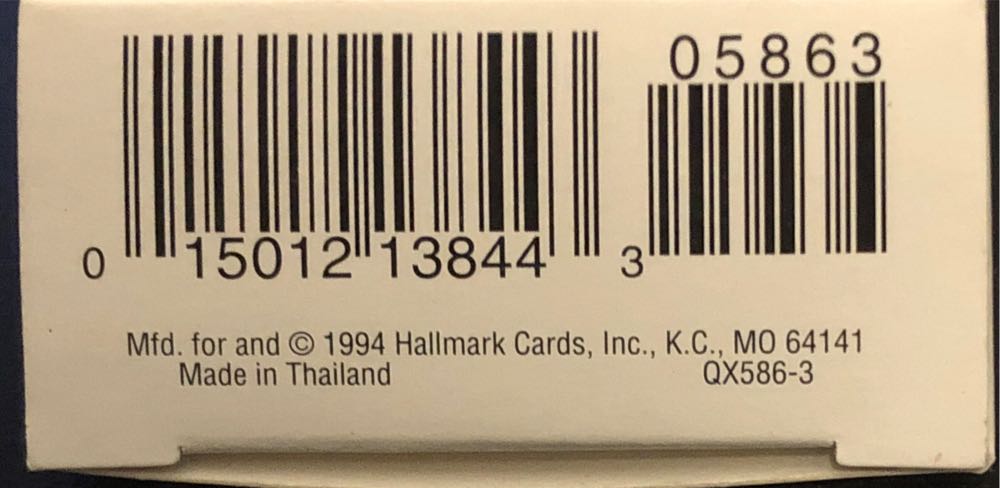 05863
0 15012 13844 3
Mfd. for and © 1994 Hallmark Cards, Inc., K.C., MO 64141
Made in Thailand QX586-3